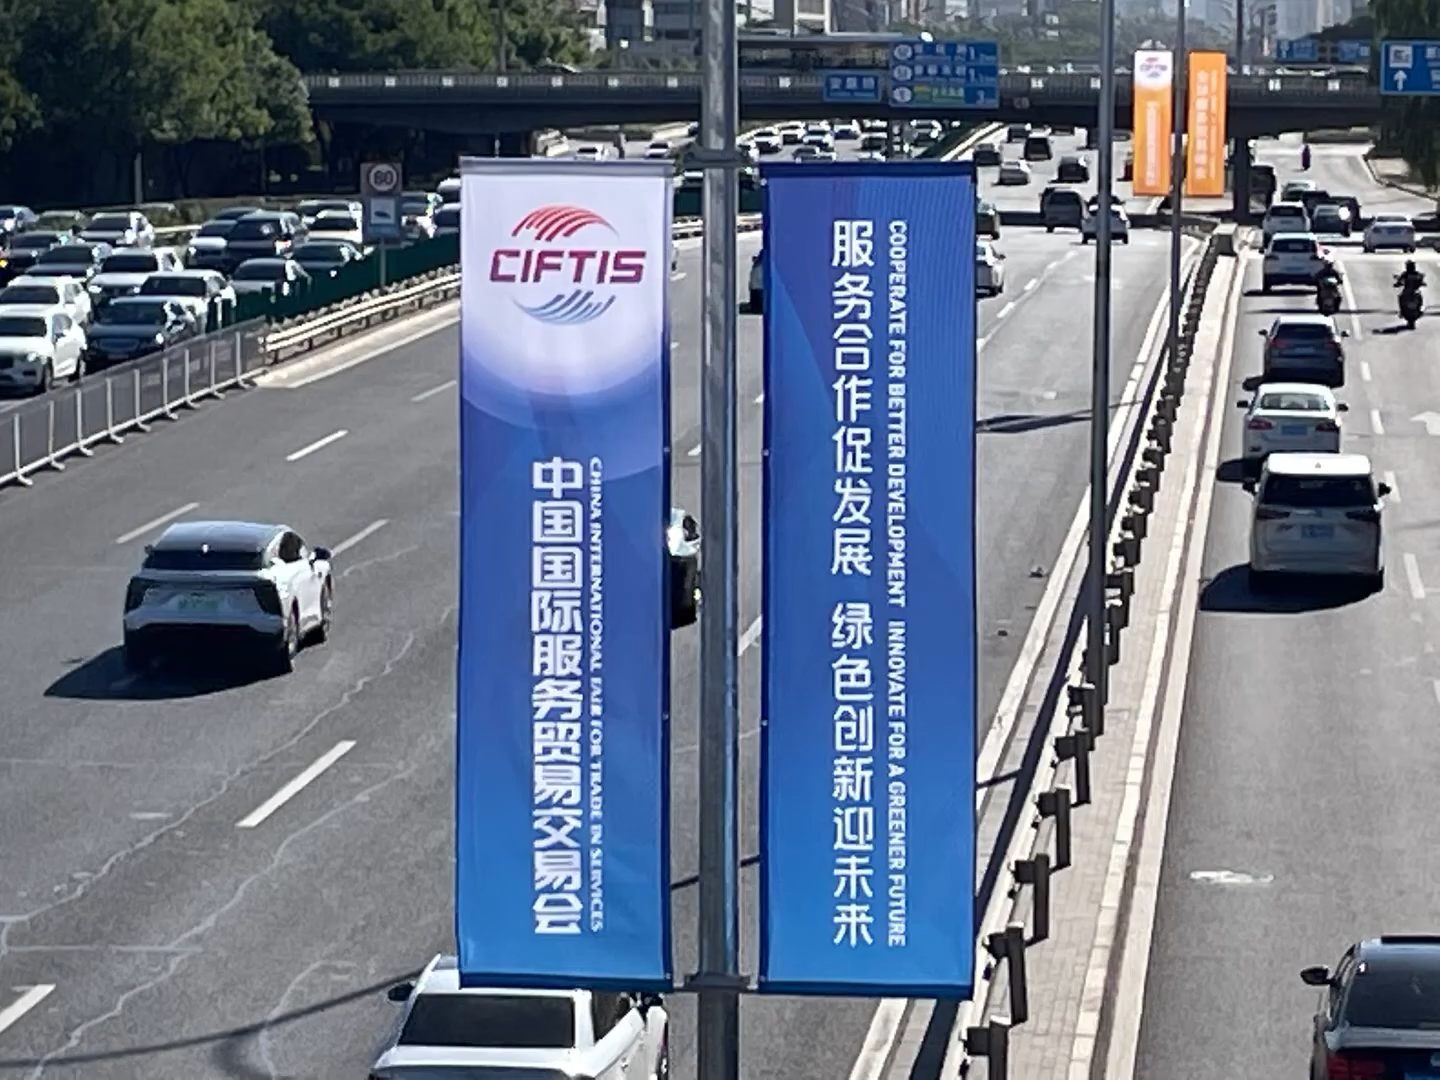 CIFTIS
中国国际服务贸易交易会
CHINA INTERNATIONAL FAIR FOR TRADE IN SERVICES
服务合作促发展 绿色创新迎未来
COOPERATE FOR BETTER DEVELOPMENT INNOVATE FOR A GREENER FUTURE
CIFTIS
60